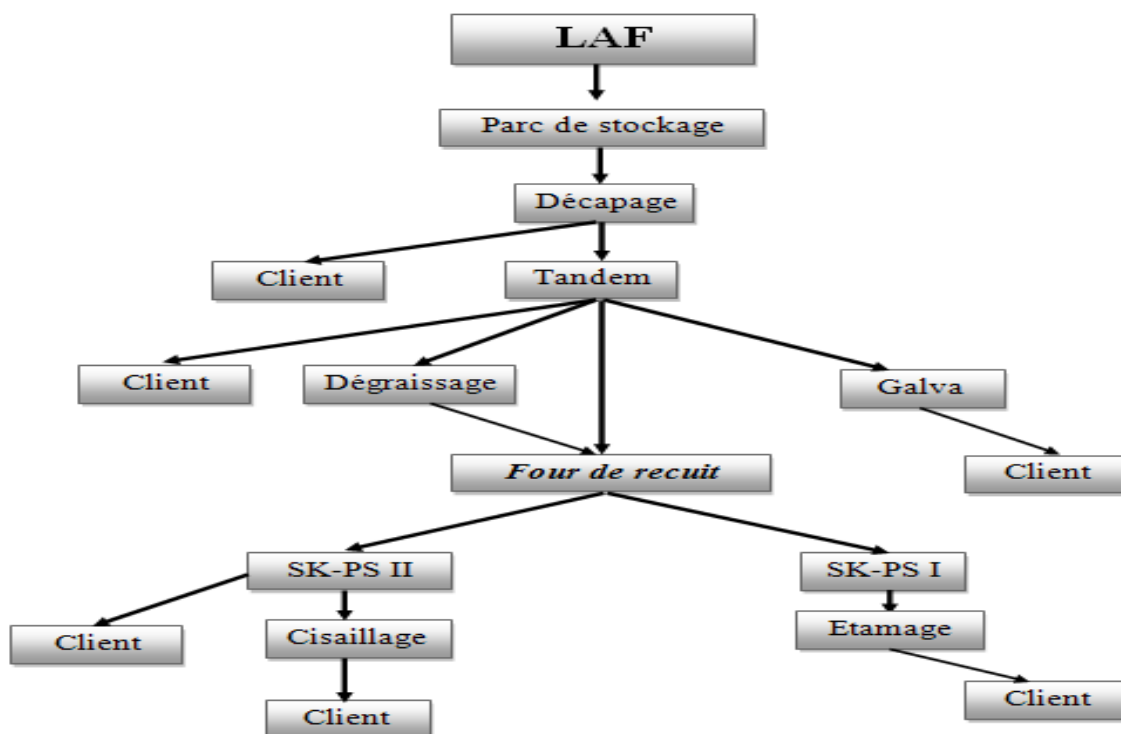 LAF
Parc de stockage
Décapage
Client
Tandem
Client
Dégraissage
Galva
Four de recuit
Client
SK-PS II
SK-PS I
Client
Cisaillage
Etamage
Client
Client